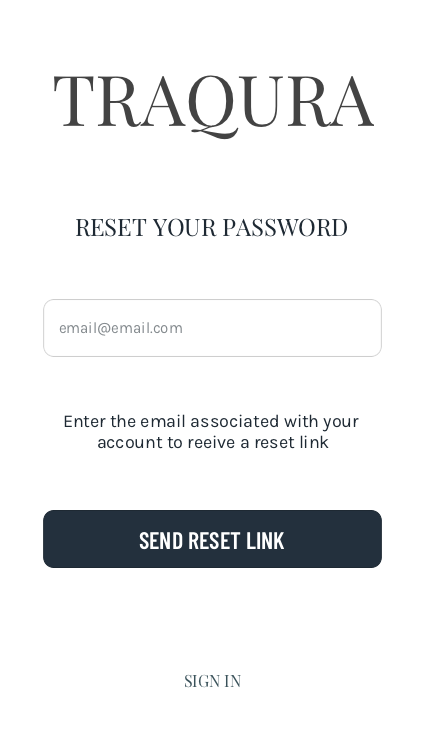 TRAQURA
RESET YOUR PASSWORD
email@email.com
Enter the email associated with your
account to reeive a reset link
SEND RESET LINK
SIGN IN